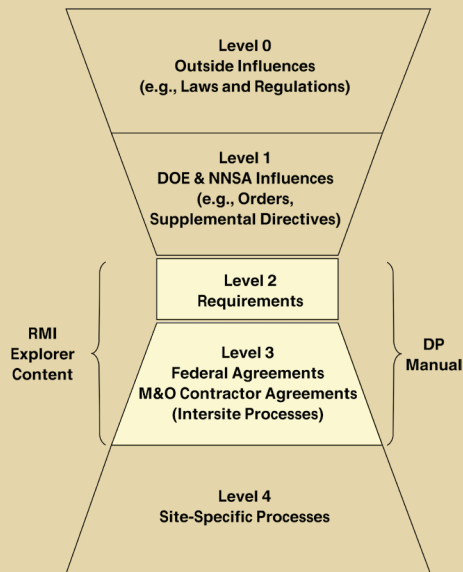 Level 0
Outside Influences
(e.g., Laws and Regulations)
Level 1
DOE & NNSA Influences
(e.g., Orders,
Supplemental Directives)
Level 2
Requirements
RMI
Explorer
Content
DP
Manual
Level 3
Federal Agreements
M&O Contractor Agreements
(Intersite Processes)
Level 4
Site-Specific Processes